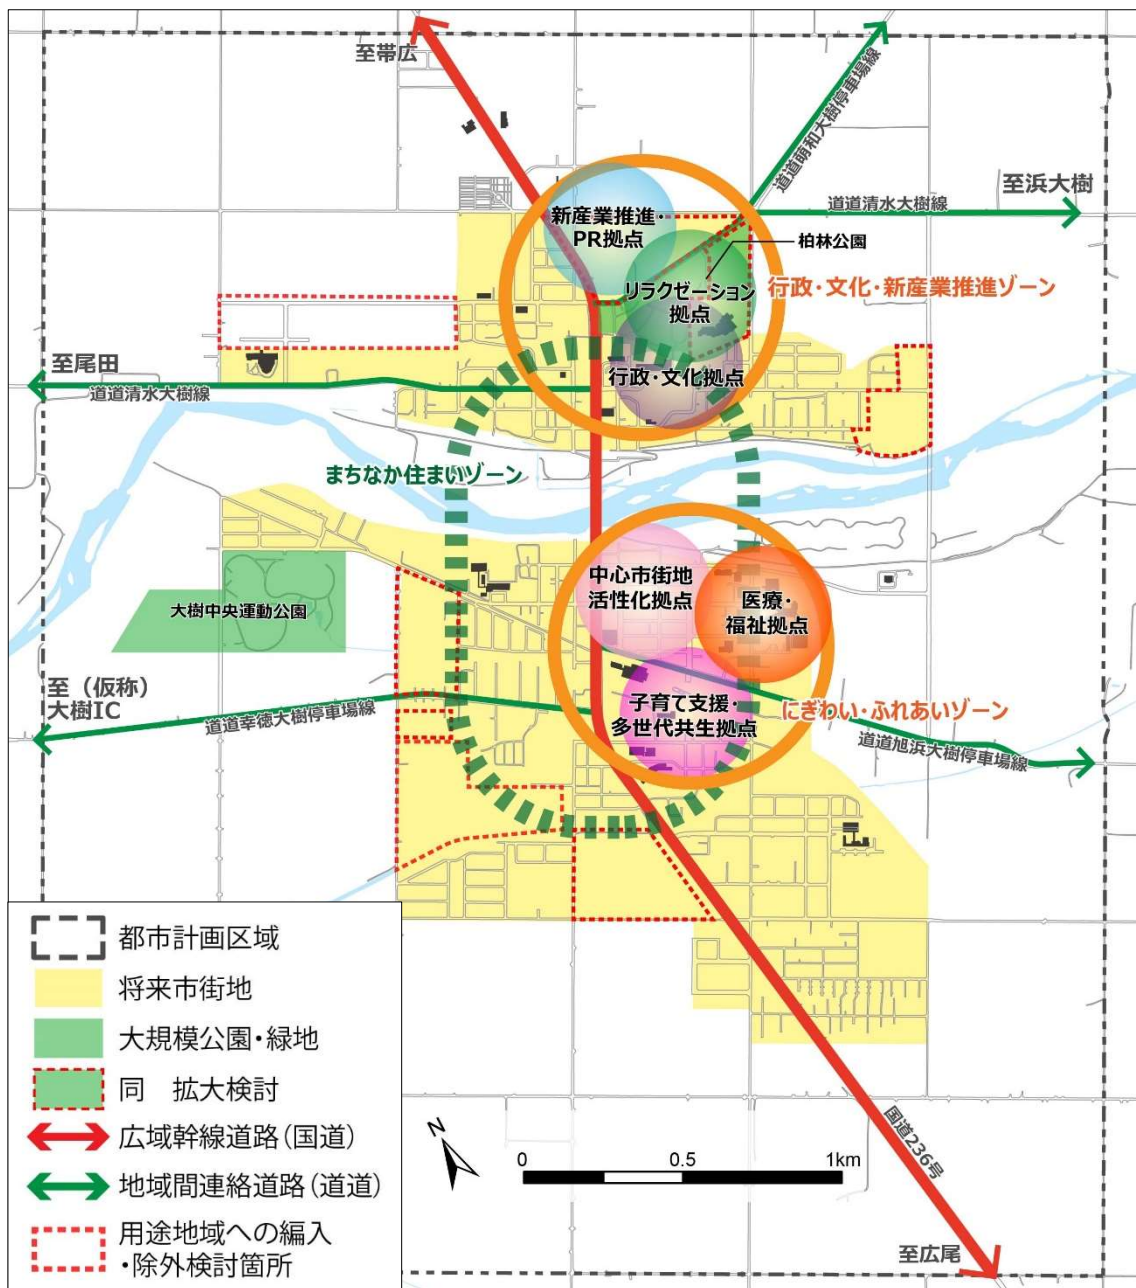 至帯広
道道萌和大樹停車場線
至浜大樹
道道清水大樹線
新産業推進・
PR拠点
柏林公園
リラクゼーション
拠点
行政・文化・新産業推進ゾーン
至尾田
道道清水大樹線
行政・文化拠点
まちなか住まいゾーン
中心市街地
活性化拠点
医療・
福祉拠点
大樹中央運動公園
至（仮称）
大樹IC
道道幸徳大樹停車場線
子育て支援・
多世代共生拠点
にぎわい・ふれあいゾーン
道道旭浜大樹停車場線
都市計画区域
将来市街地
大規模公園・緑地
同　拡大検討
広域幹線道路（国道）
地域間連絡道路（道道）
用途地域への編入
・除外検討箇所
N
0 0.5 1km
国道236号
至広尾